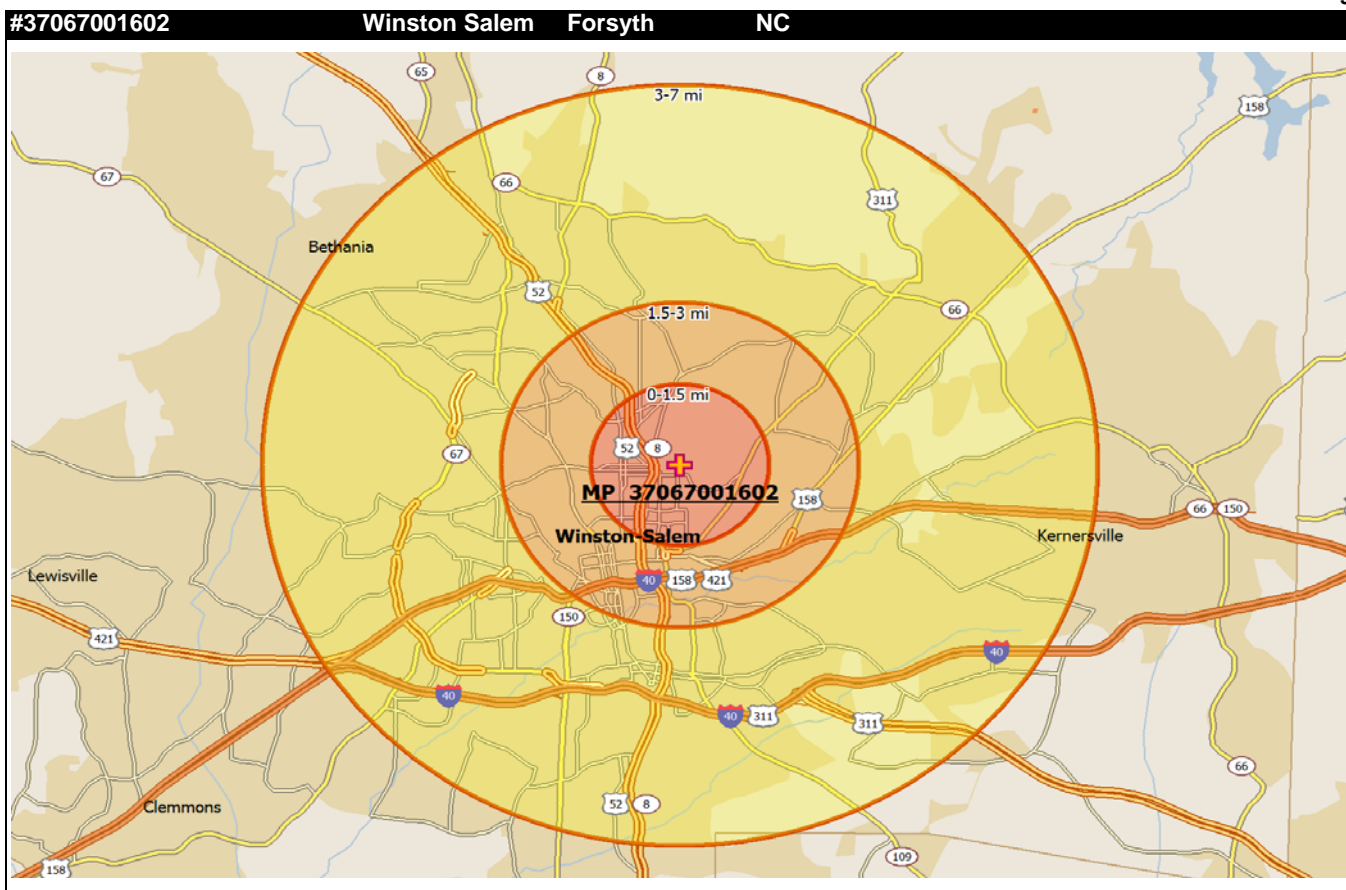 #37067001602 Winston Salem Forsyth NC
65
8
3-7 mi
158
67
66
311
Bethania
52
66
1.5-3 mi
0-1.5 mi
67
52
8
MP 37067001602
158
66
150
Winston-Salem
Kernersville
Lewisville
40
158
421
150
421
40
40
40
311
311
66
Clemmons
52
8
109
158